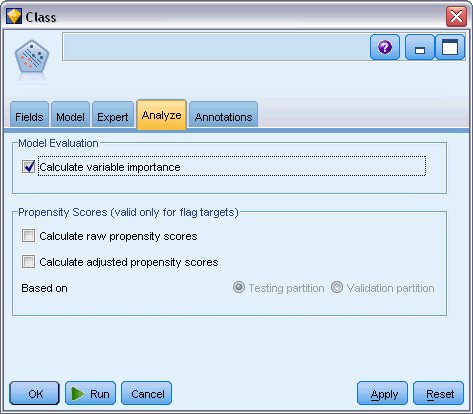 Class
Fields Model Expert Analyze Annotations
Model Evaluation
Calculate variable importance
Propensity Scores (valid only for flag targets)
Calculate raw propensity scores
Calculate adjusted propensity scores
Based on Testing partition Validation partition
OK Run Cancel Apply Reset